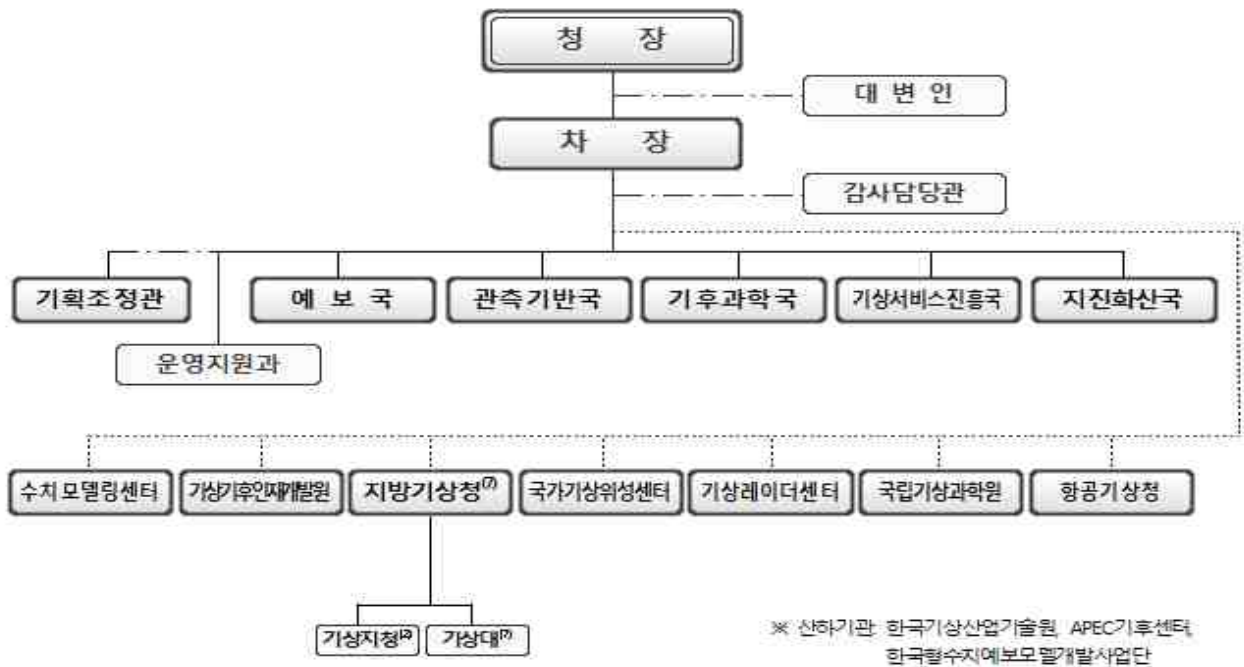 청 장
대 변 인
차 장
감사담당관
기획조정관
예 보 국
관측기반국
기후과학국
기상서비스진흥국
지진화산국
운영지원과
수치모델링센터
기상기후인재개발원
지방기상청(7)
국가기상위성센터
기상레이더센터
국립기상과학원
항공기상청
기상지청(2)
기상대(7)
※ 산하기관: 한국기상산업기술원, APEC기후센터,
한국형수치예보모델개발사업단